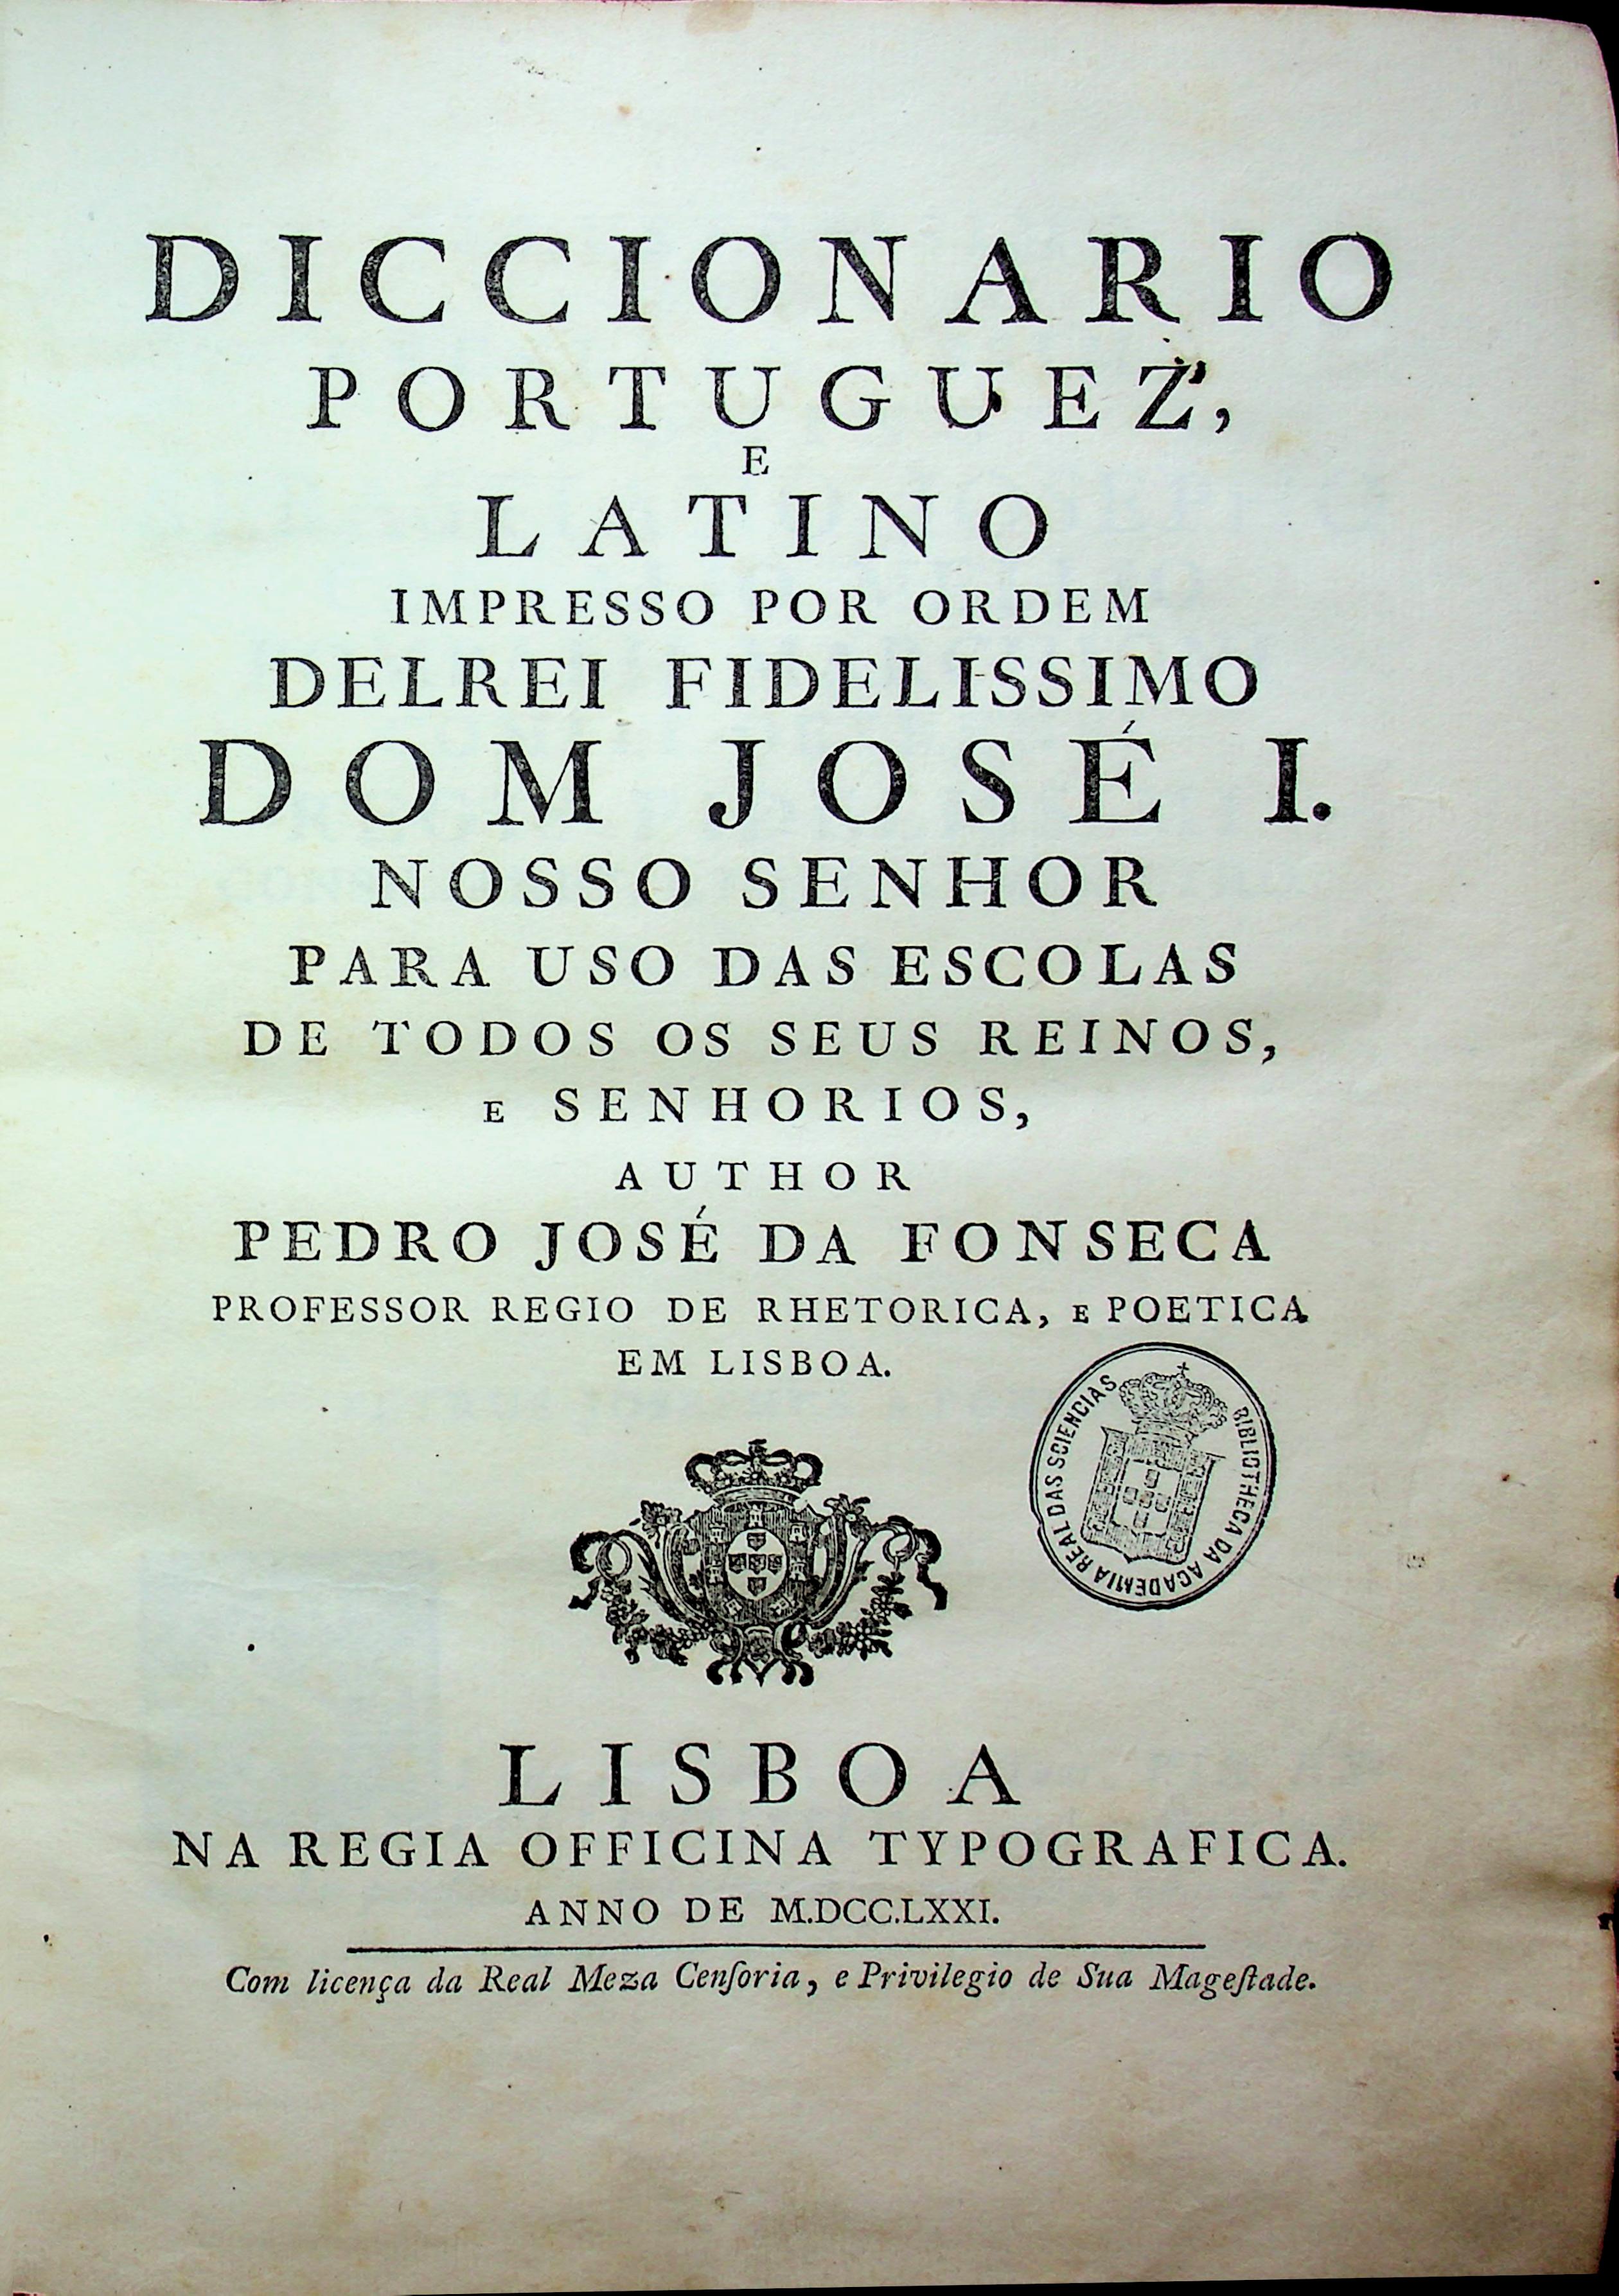 DICCIONARIO
PORTUGUEZ,
E
LATINO
IMPRESSO POR ORDEM
DELREI FIDELISSIMO
DOM JOSÉ I.
NOSSO SENHOR
PARA USO DAS ESCOLAS
DE TODOS OS SEUS REINOS,
E SENHORIOS,
AUTHOR
PEDRO JOSÉ DA FONSECA
PROFESSOR REGIO DE RHETORICA, E POETICA
EM LISBOA.
BIBLIOTHECA DA ACADEMIA REAL DAS SCIENCIAS
LISBOA
NA REGIA OFFICINA TYPOGRAFICA.
ANNO DE M.DCC.LXXI.
Com licença da Real Meza Cenſoria, e Privilegio de Sua Mageſtade.